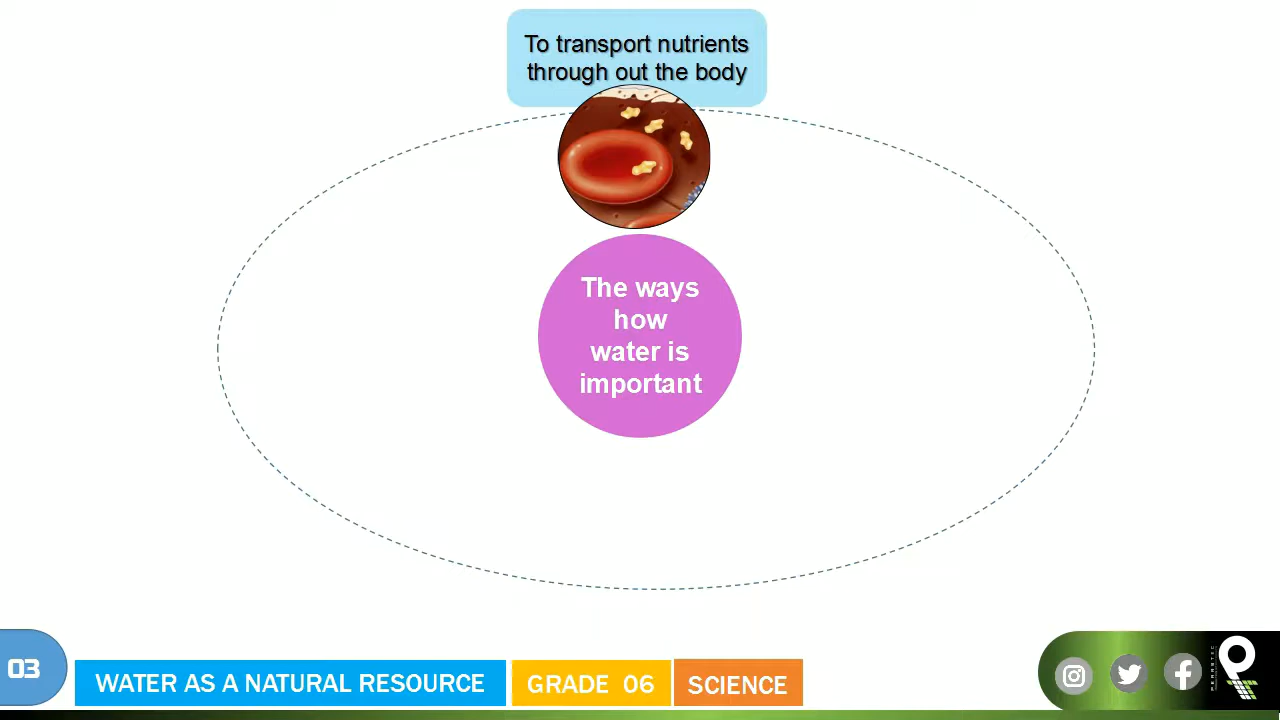 To transport nutrients
through out the body
The ways
how
water is
important
03
WATER AS A NATURAL RESOURCE
GRADE 06
SCIENCE